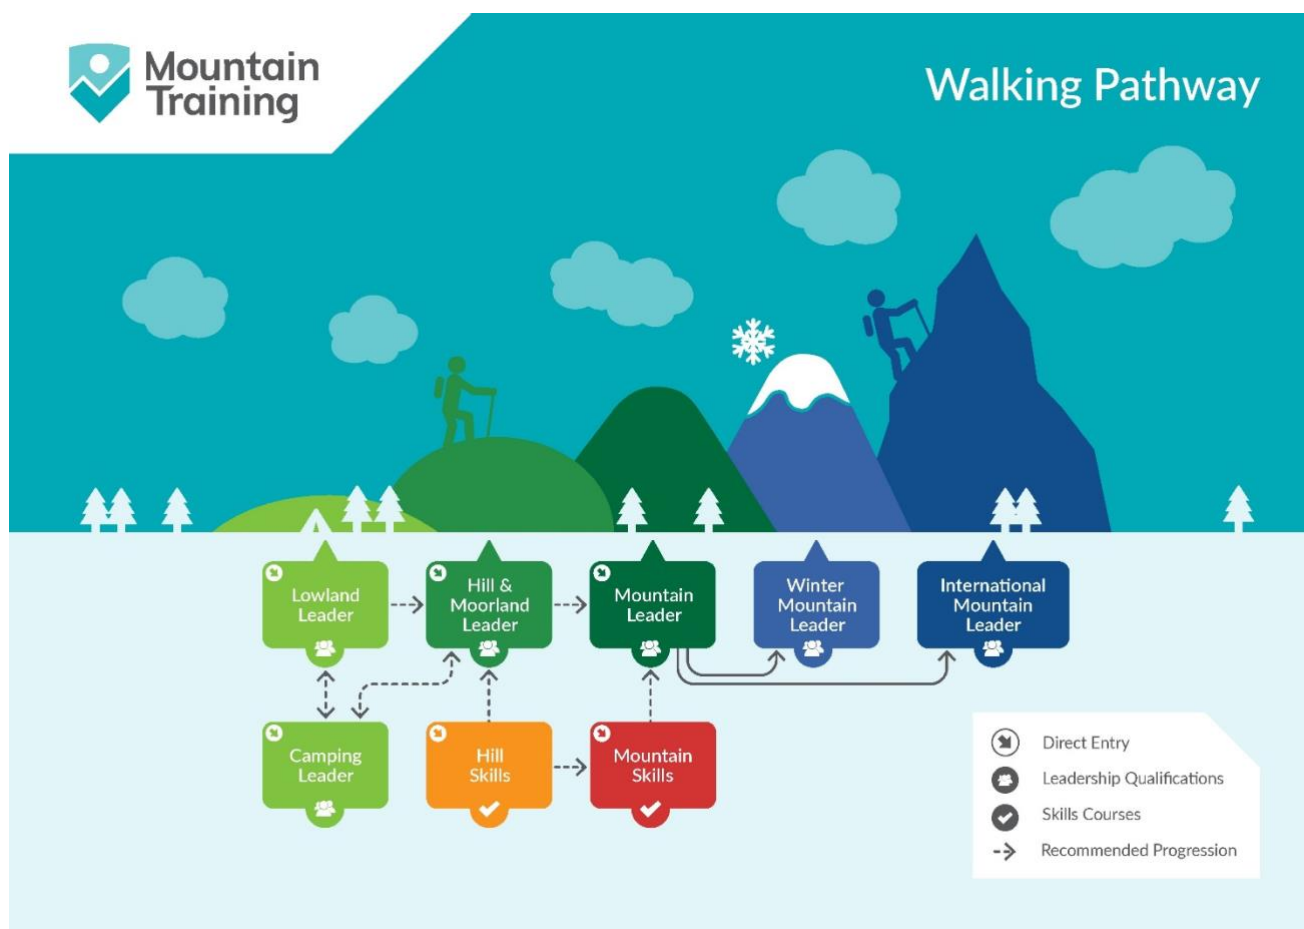 Mountain
Training
Walking Pathway
Lowland
Leader
Hill &
Moorland
Leader
Mountain
Leader
Winter
Mountain
Leader
International
Mountain
Leader
Camping
Leader
Hill
Skills
Mountain
Skills
Direct Entry
Leadership Qualifications
Skills Courses
Recommended Progression